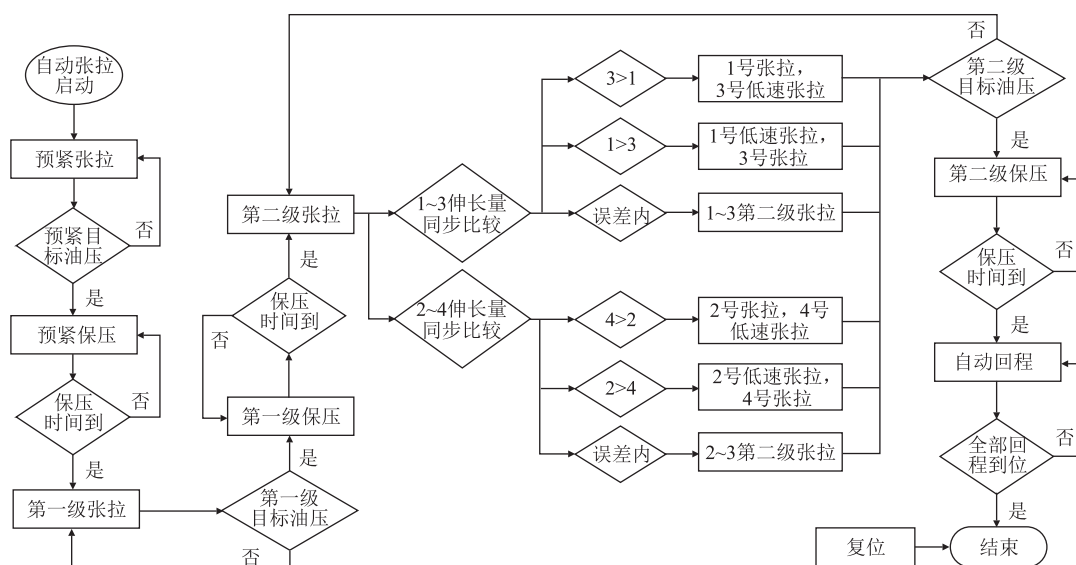 自动张拉
启动
预紧张拉
预紧目
标油压
否
是
预紧保压
保压
时间到
否
是
第一级张拉
第一级
目标油压
否
是
第一级保压
保压
时间到
否
是
第二级张拉
1~3伸长量
同步比较
3>1
1号张拉,
3号低速张拉
1>3
1号低速张拉,
3号张拉
误差内
1~3第二级张拉
2~4伸长量
同步比较
4>2
2号张拉, 4号
低速张拉
2>4
2号低速张拉,
4号张拉
误差内
2~3第二级张拉
否
第二级
目标油压
是
第二级保压
保压
时间到
否
是
自动回程
全部回
程到位
否
是
复位
结束